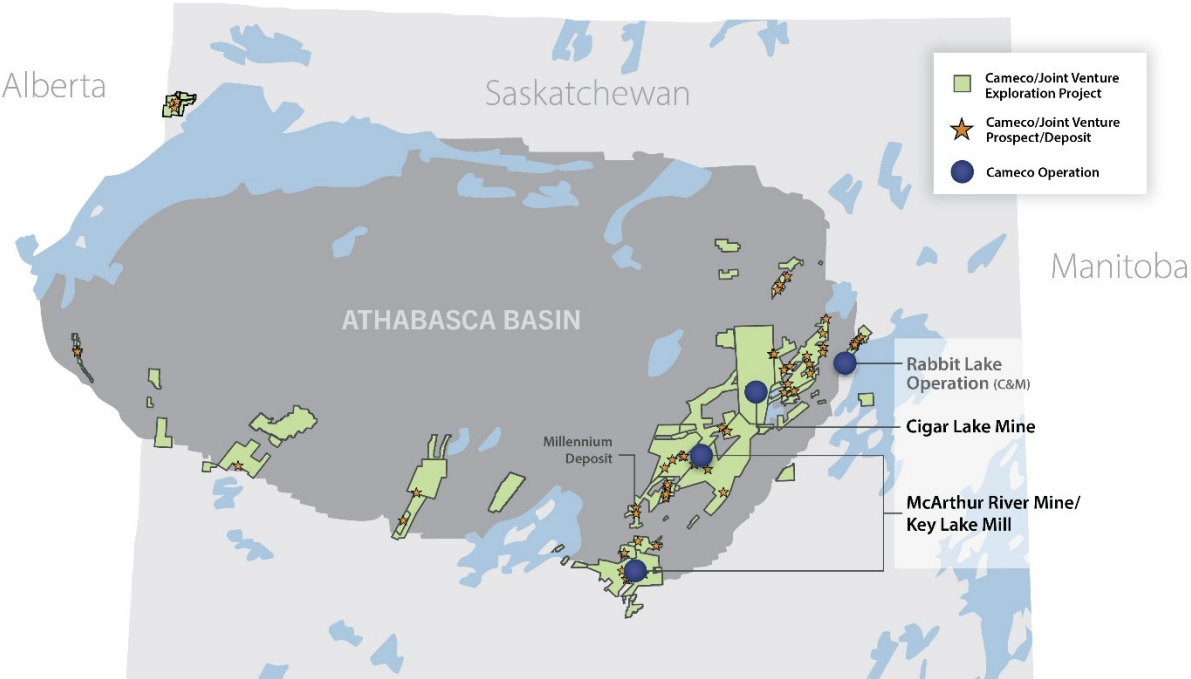 Alberta
Saskatchewan
Cameco/Joint Venture
Exploration Project
Cameco/Joint Venture
Prospect/Deposit
Cameco Operation
Manitoba
ATHABASCA BASIN
Rabbit Lake
Operation (C&M)
Cigar Lake Mine
Millennium
Deposit
McArthur River Mine/
Key Lake Mill